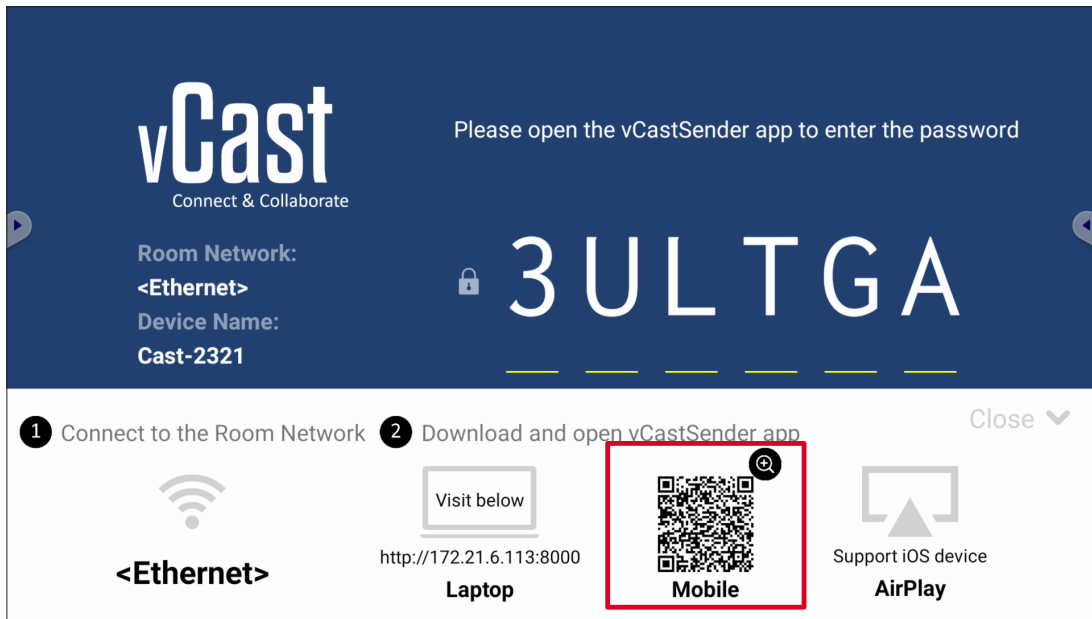 vCast
Connect & Collaborate
Please open the vCastSender app to enter the password
Room Network:
<Ethernet>
Device Name:
Cast-2321
3ULTGA
1 Connect to the Room Network
2 Download and open vCastSender app
Close
<Ethernet>
Visit below
http://172.21.6.113:8000
Laptop
Mobile
Support iOS device
AirPlay